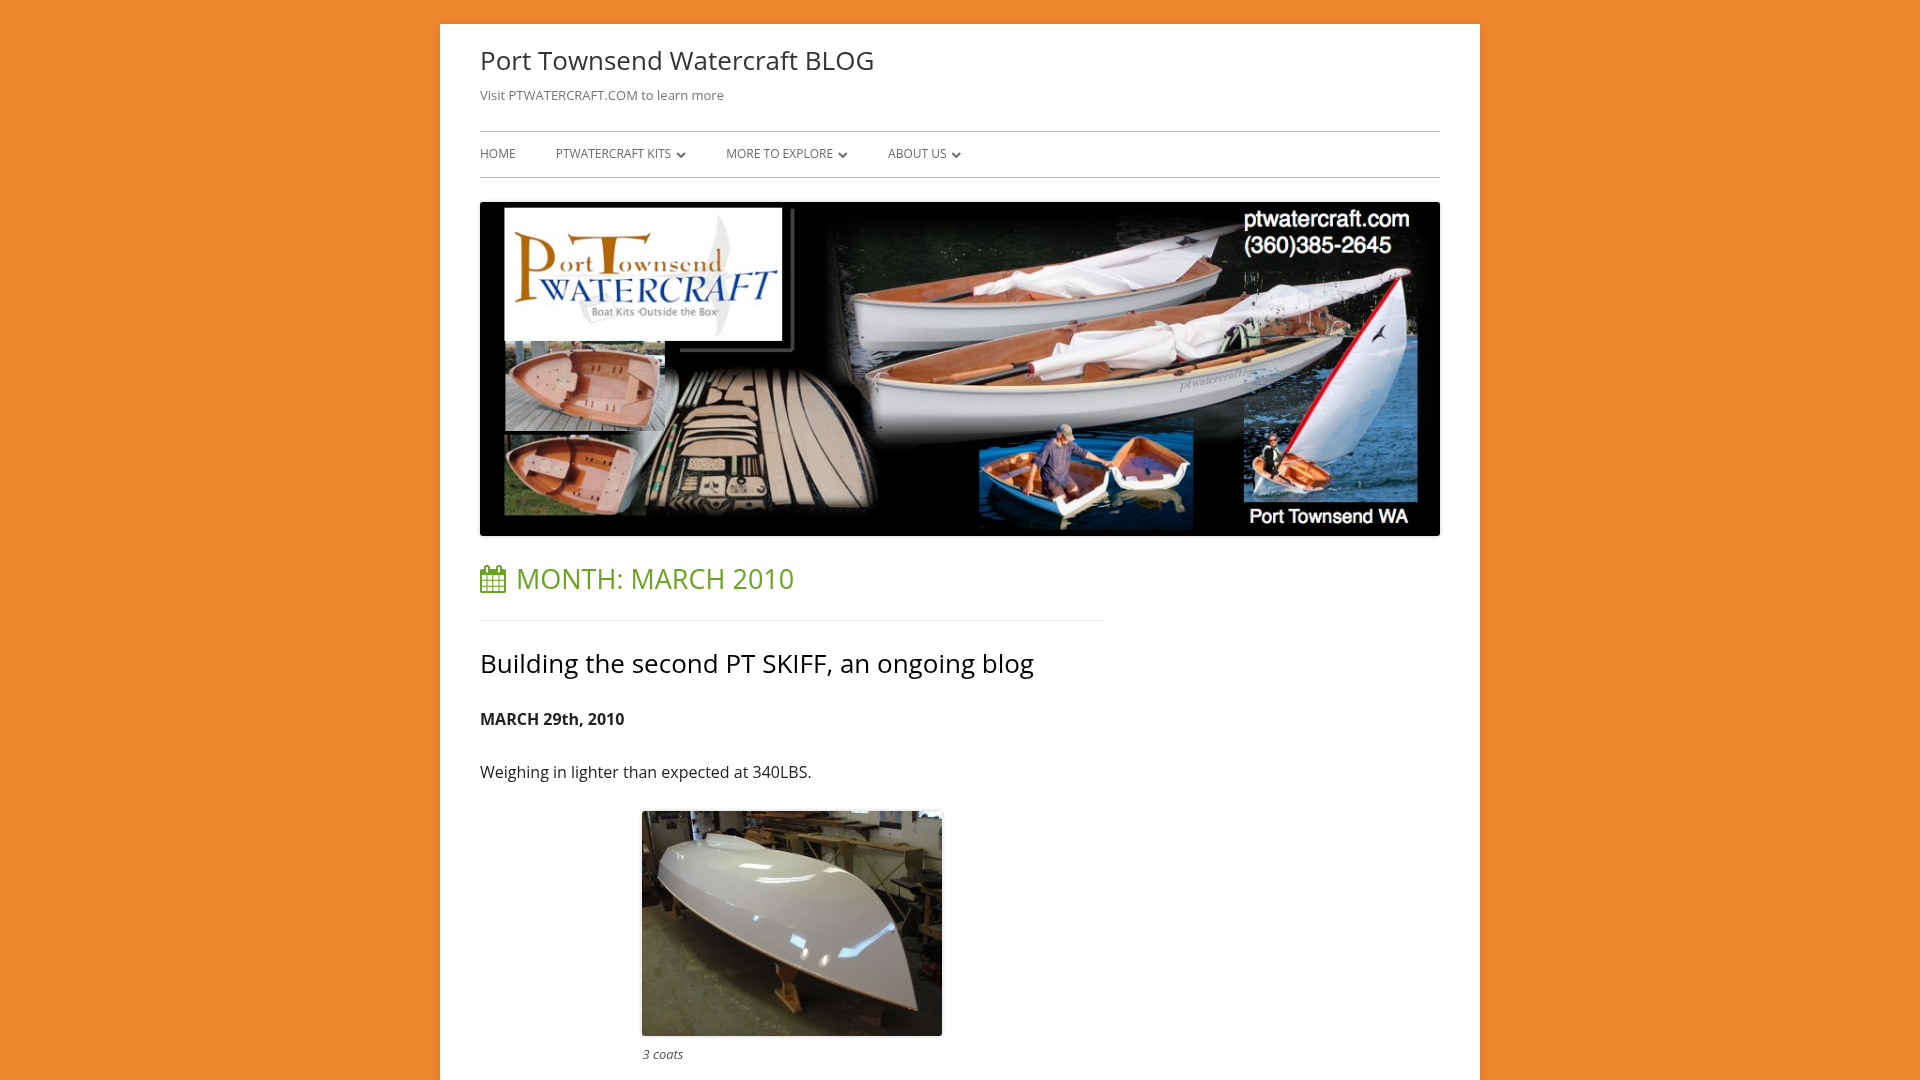 Port Townsend Watercraft BLOG
Visit PTWATERCRAFT.COM to learn more
HOME
PTWATERCRAFT KITS
MORE TO EXPLORE
ABOUT US
Port Townsend
WATERCRAFT
Boat Kits "Outside the Box"
ptwatercraft.com
(360)385-2645
ptwatercraft.com
Port Townsend WA
MONTH: MARCH 2010
Building the second PT SKIFF, an ongoing blog
MARCH 29th, 2010
Weighing in lighter than expected at 340LBS.
3 coats